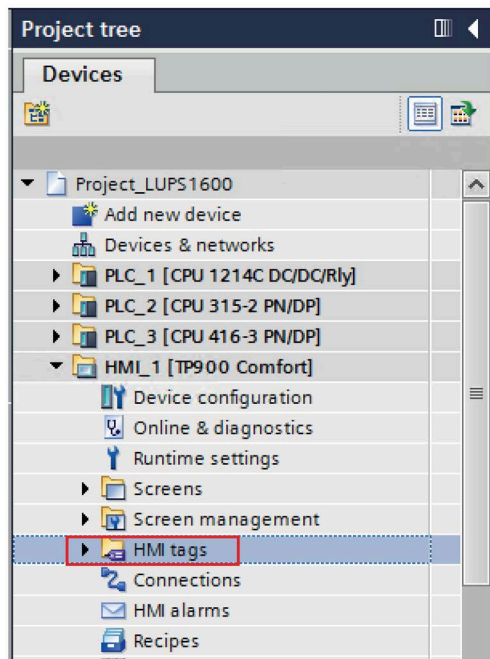 Project tree
Devices
Project_LUPS1600
Add new device
Devices & networks
PLC_1 [CPU 1214C DC/DC/Rly]
PLC_2 [CPU 315-2 PN/DP]
PLC_3 [CPU 416-3 PN/DP]
HMI_1 [TP900 Comfort]
Device configuration
Online & diagnostics
Runtime settings
Screens
Screen management
HMI tags
Connections
HMI alarms
Recipes